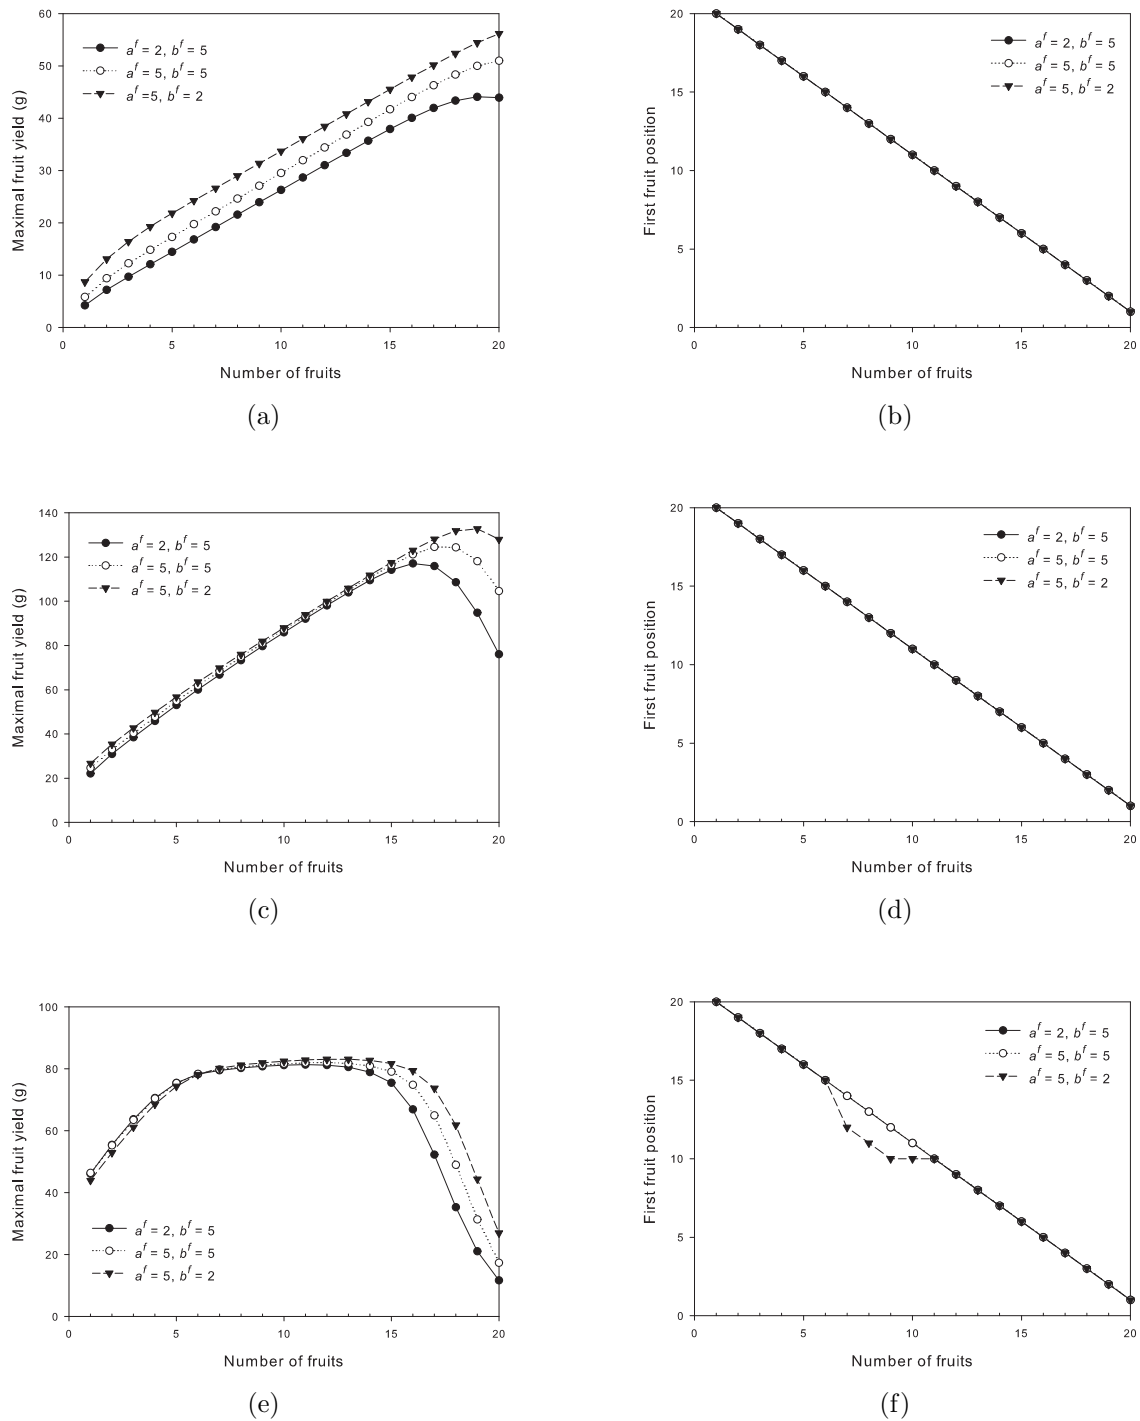 60
50
40
30
20
10
0
Maximal fruit yield (g)
a^f = 2, b^f = 5
a^f = 5, b^f = 5
a^f =5, b^f = 2
0 5 10 15 20
Number of fruits
(a)
20
15
10
5
0
First fruit position
a^f = 2, b^f = 5
a^f = 5, b^f = 5
a^f = 5, b^f = 2
0 5 10 15 20
Number of fruits
(b)
140
120
100
80
60
40
20
0
Maximal fruit yield (g)
a^f = 2, b^f = 5
a^f = 5, b^f = 5
a^f = 5, b^f = 2
0 5 10 15 20
Number of fruits
(c)
20
15
10
5
0
First fruit position
a^f = 2, b^f = 5
a^f = 5, b^f = 5
a^f = 5, b^f = 2
0 5 10 15 20
Number of fruits
(d)
100
80
60
40
20
0
Maximal fruit yield (g)
a^f = 2, b^f = 5
a^f = 5, b^f = 5
a^f = 5, b^f = 2
0 5 10 15 20
Number of fruits
(e)
20
15
10
5
0
First fruit position
a^f = 2, b^f = 5
a^f = 5, b^f = 5
a^f = 5, b^f = 2
0 5 10 15 20
Number of fruits
(f)